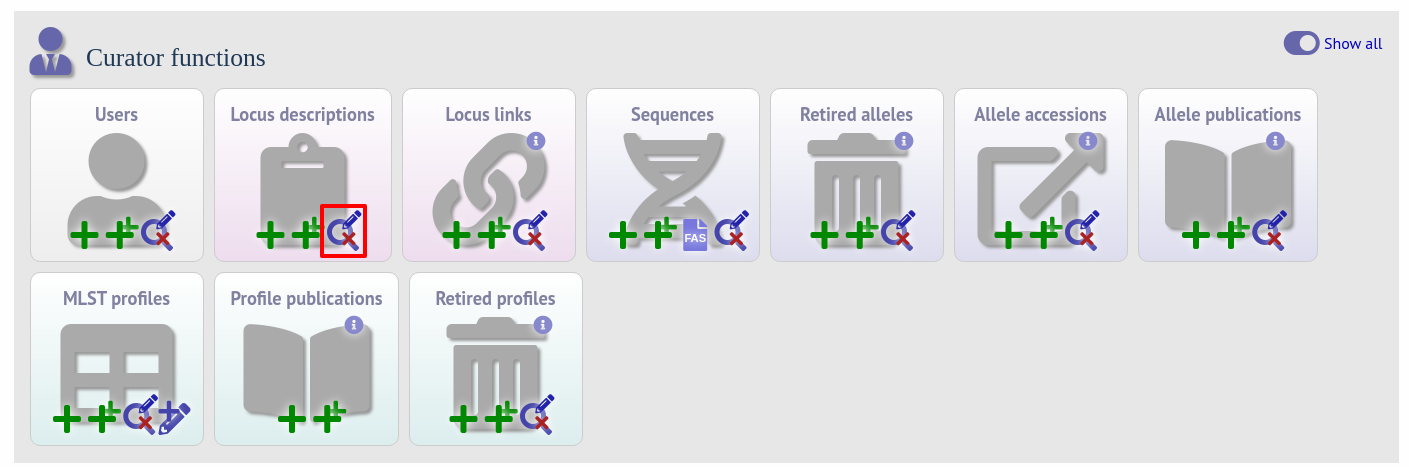 Curator functions
Show all
Users
Locus descriptions
Locus links
Sequences
Retired alleles
Allele accessions
Allele publications
FAS
MLST profiles
Profile publications
Retired profiles